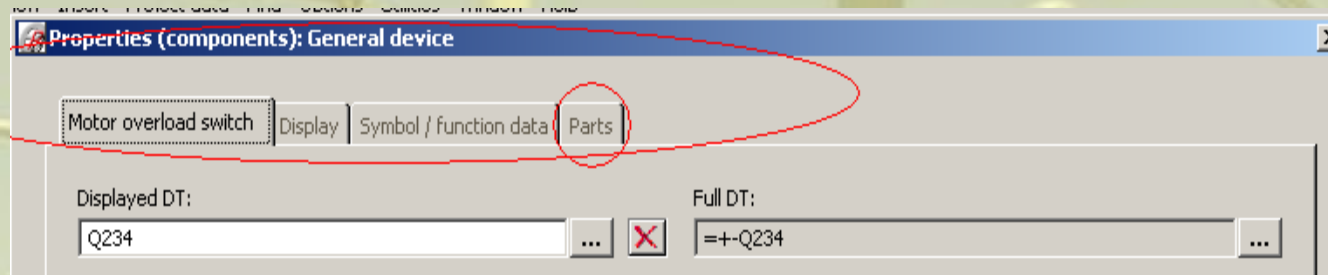 Properties (components): General device
Motor overload switch Display Symbol / function data Parts
Displayed DT: Full DT:
Q234 ... =+-Q234 ...